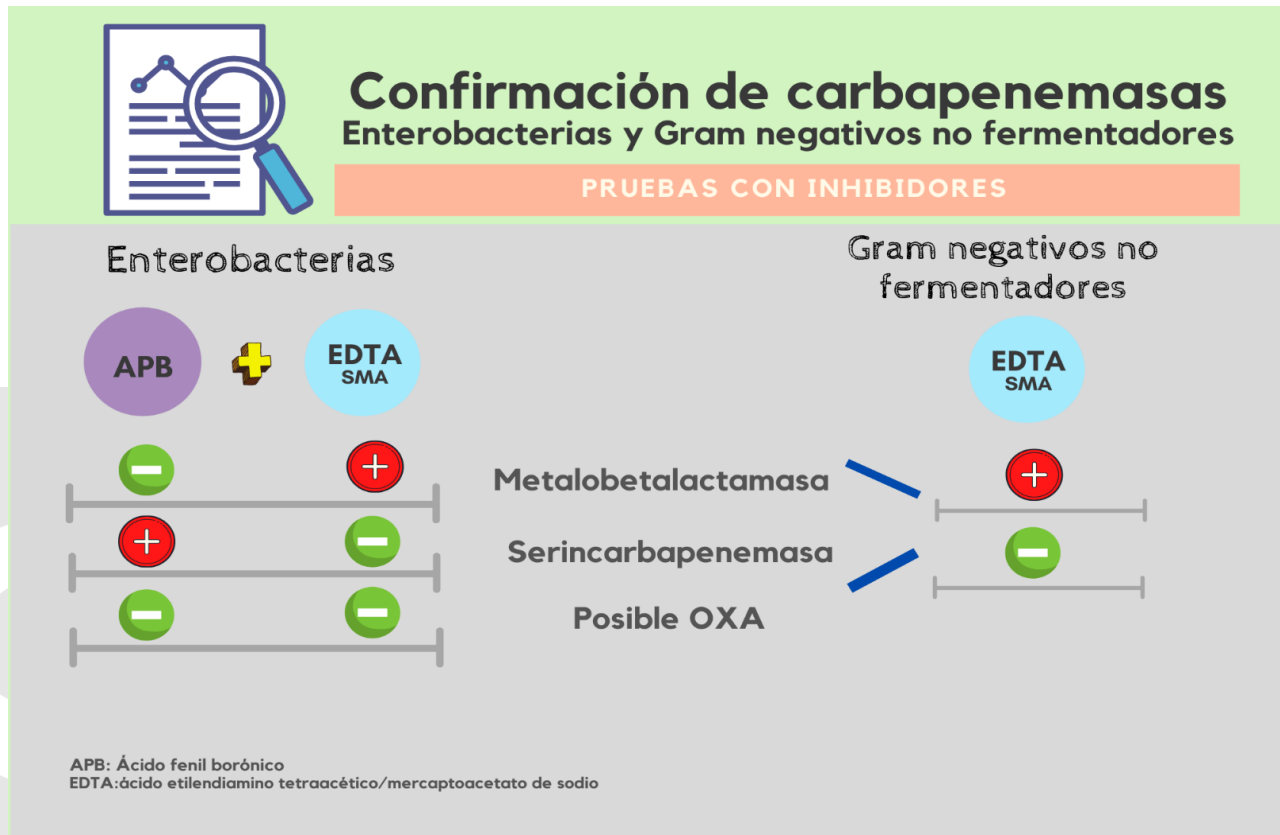 Confirmación de carbapenemasas
Enterobacterias y Gram negativos no fermentadores
PRUEBAS CON INHIBIDORES
Enterobacterias
APB
EDTA
SMA
Metalobetalactamasa
Serincarbapenemasa
Posible OXA
Gram negativos no
fermentadores
EDTA
SMA
APB: Ácido fenil borónico
EDTA:ácido etilendiamino tetraacético/mercaptoacetato de sodio